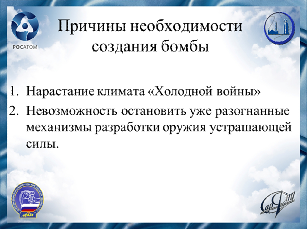 РОСАТОМ
Причины необходимости
создания бомбы
1. Нарастание климата «Холодной войны»
2. Невозможность остановить уже разогнанные
механизмы разработки оружия устрашающей
силы.